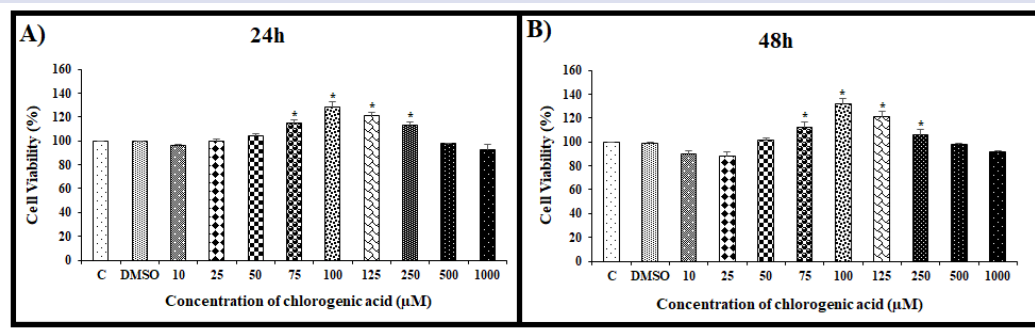 A)
24h
Cell Viability (%)
160
140
120
100
80
60
40
20
0
* * * *
C DMSO 10 25 50 75 100 125 250 500 1000
Concentration of chlorogenic acid (µM)
B)
48h
Cell Viability (%)
160
140
120
100
80
60
40
20
0
* * * *
C DMSO 10 25 50 75 100 125 250 500 1000
Concentration of chlorogenic acid (µM)